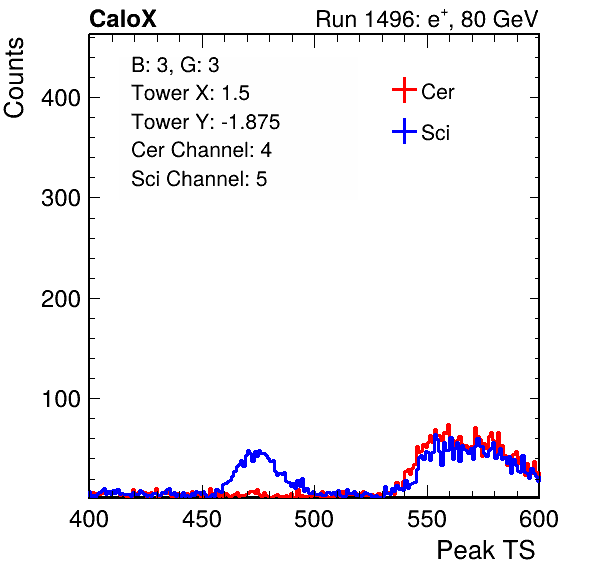 CaloX Run 1496: e⁺, 80 GeV
Counts
B: 3, G: 3
Tower X: 1.5
Tower Y: -1.875
Cer Channel: 4
Sci Channel: 5
Cer
Sci
400
300
200
100
400 450 500 550 600
Peak TS